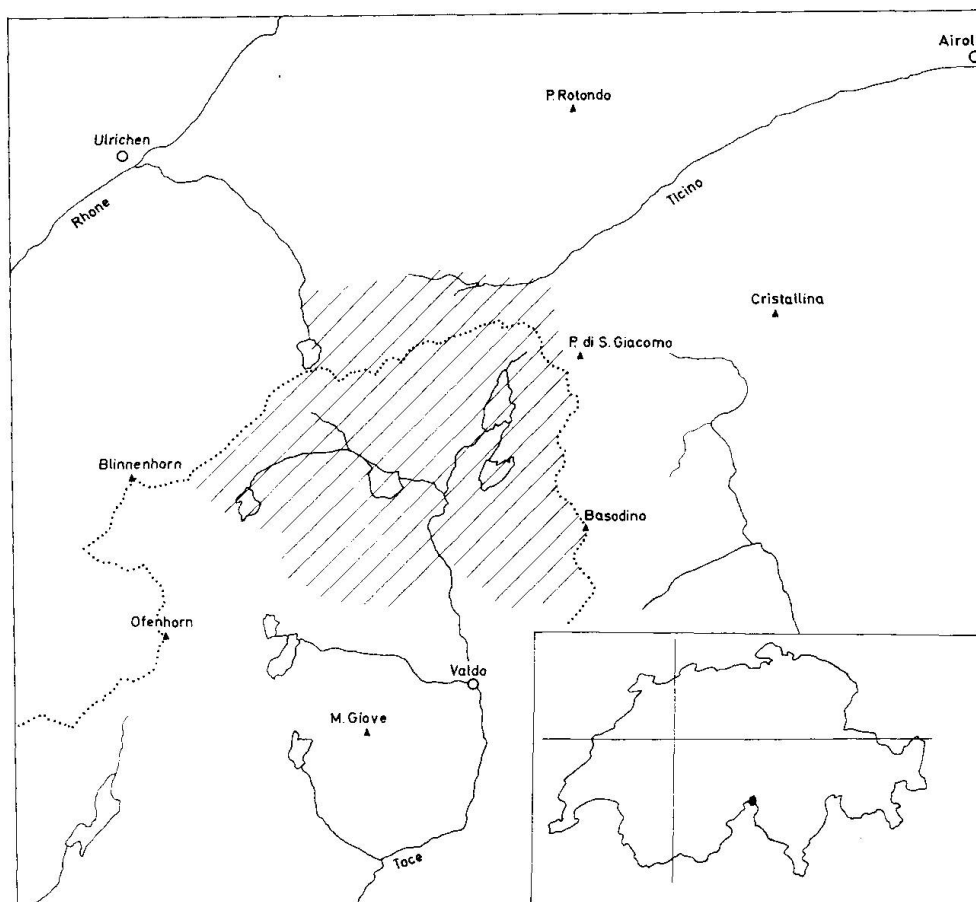 Airol
P. Rotondo
Ulrichen
Rhone
Ticino
Cristallina
P. di S. Giacomo
Blinnenhorn
Basodino
Ofenhorn
Valdo
M. Giove
Toce